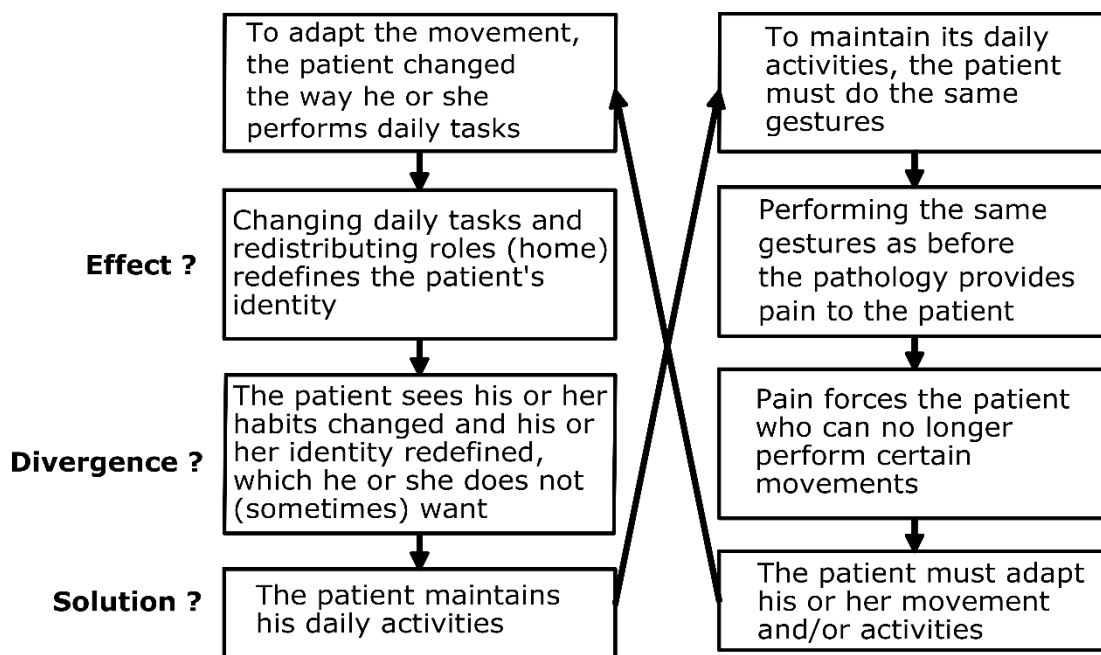 To adapt the movement,
the patient changed
the way he or she
performs daily tasks
To maintain its daily
activities, the patient
must do the same
gestures
Effect ?
Changing daily tasks and
redistributing roles (home)
redefines the patient's
identity
Performing the same
gestures as before
the pathology provides
pain to the patient
Divergence ?
The patient sees his or her
habits changed and his or
her identity redefined,
which he or she does not
(sometimes) want
Pain forces the patient
who can no longer
perform certain
movements
Solution ?
The patient maintains
his daily activities
The patient must adapt
his or her movement
and/or activities